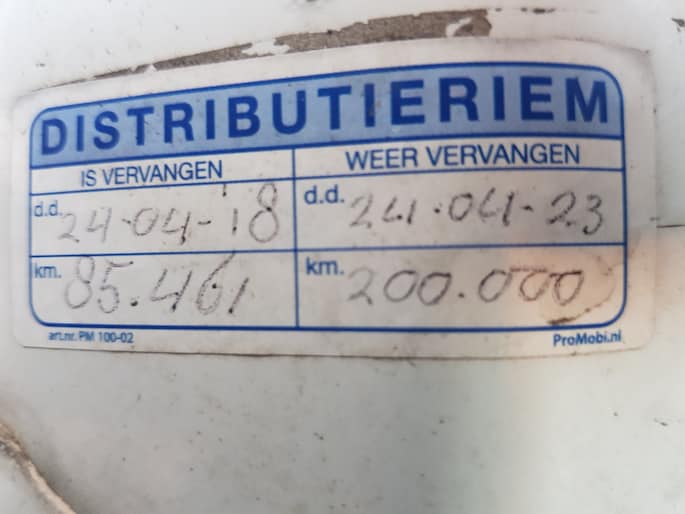 DISTRIBUTIERIEM
IS VERVANGEN WEER VERVANGEN
d.d. 24-04-18 d.d. 24-04-23
km. 85.461 km. 200.000
art.nr. PM 100-02 ProMobi.nl